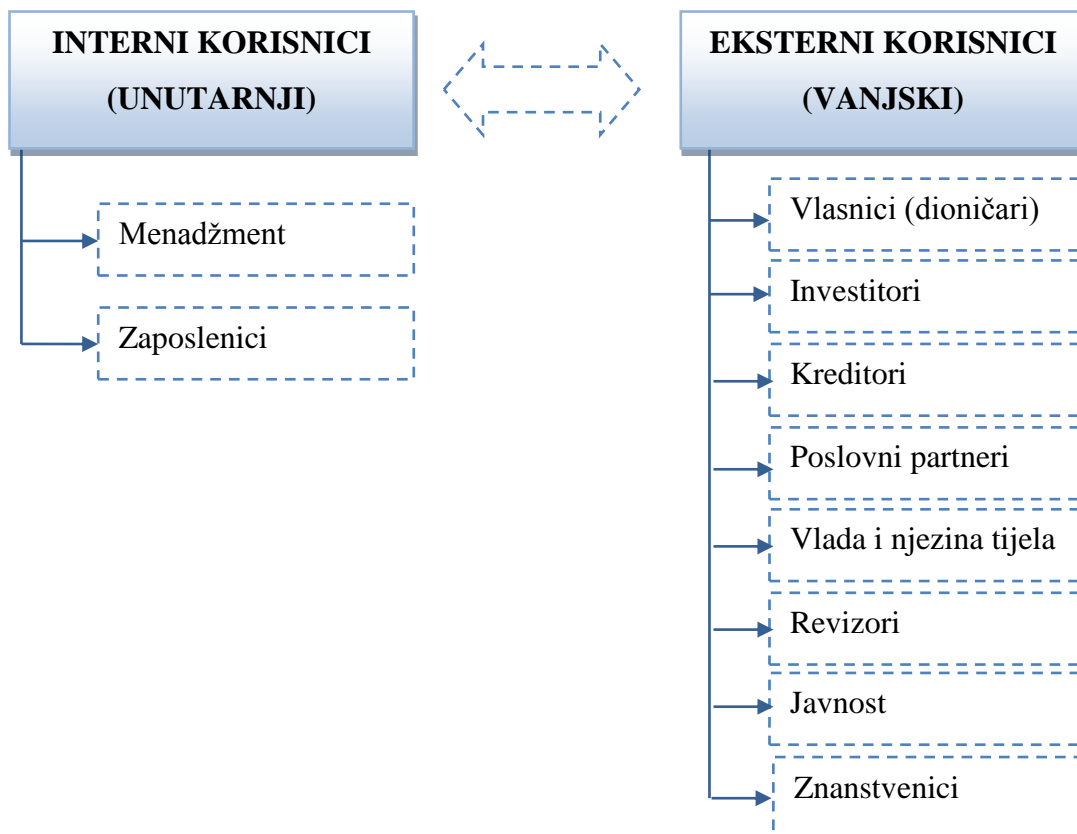 INTERNI KORISNICI
(UNUTARNJI)
Menadžment
Zaposlenici
EKSTERNI KORISNICI
(VANJSKI)
Vlasnici (dioničari)
Investitori
Kreditori
Poslovni partneri
Vlada i njezina tijela
Revizori
Javnost
Znanstvenici